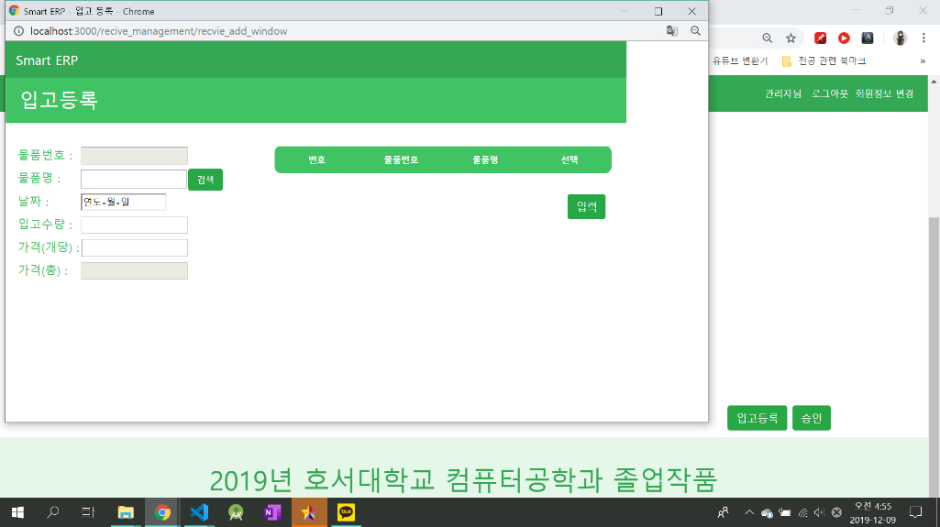 Smart ERP - 입고 등록 - Chrome
localhost:3000/recive_management/recvie_add_window
유튜브 변환기 전공 관련 북마크 »
Smart ERP
관리자님 로그아웃 회원정보 변경
입고등록
물품번호 :
물품명 : 검색
날짜 : 연도-월-일
입고수량 :
가격(개당) :
가격(총) :
번호 물품번호 물품명 선택
입력
입고등록 승인
2019년 호서대학교 컴퓨터공학과 졸업작품
오전 4:55
2019-12-09